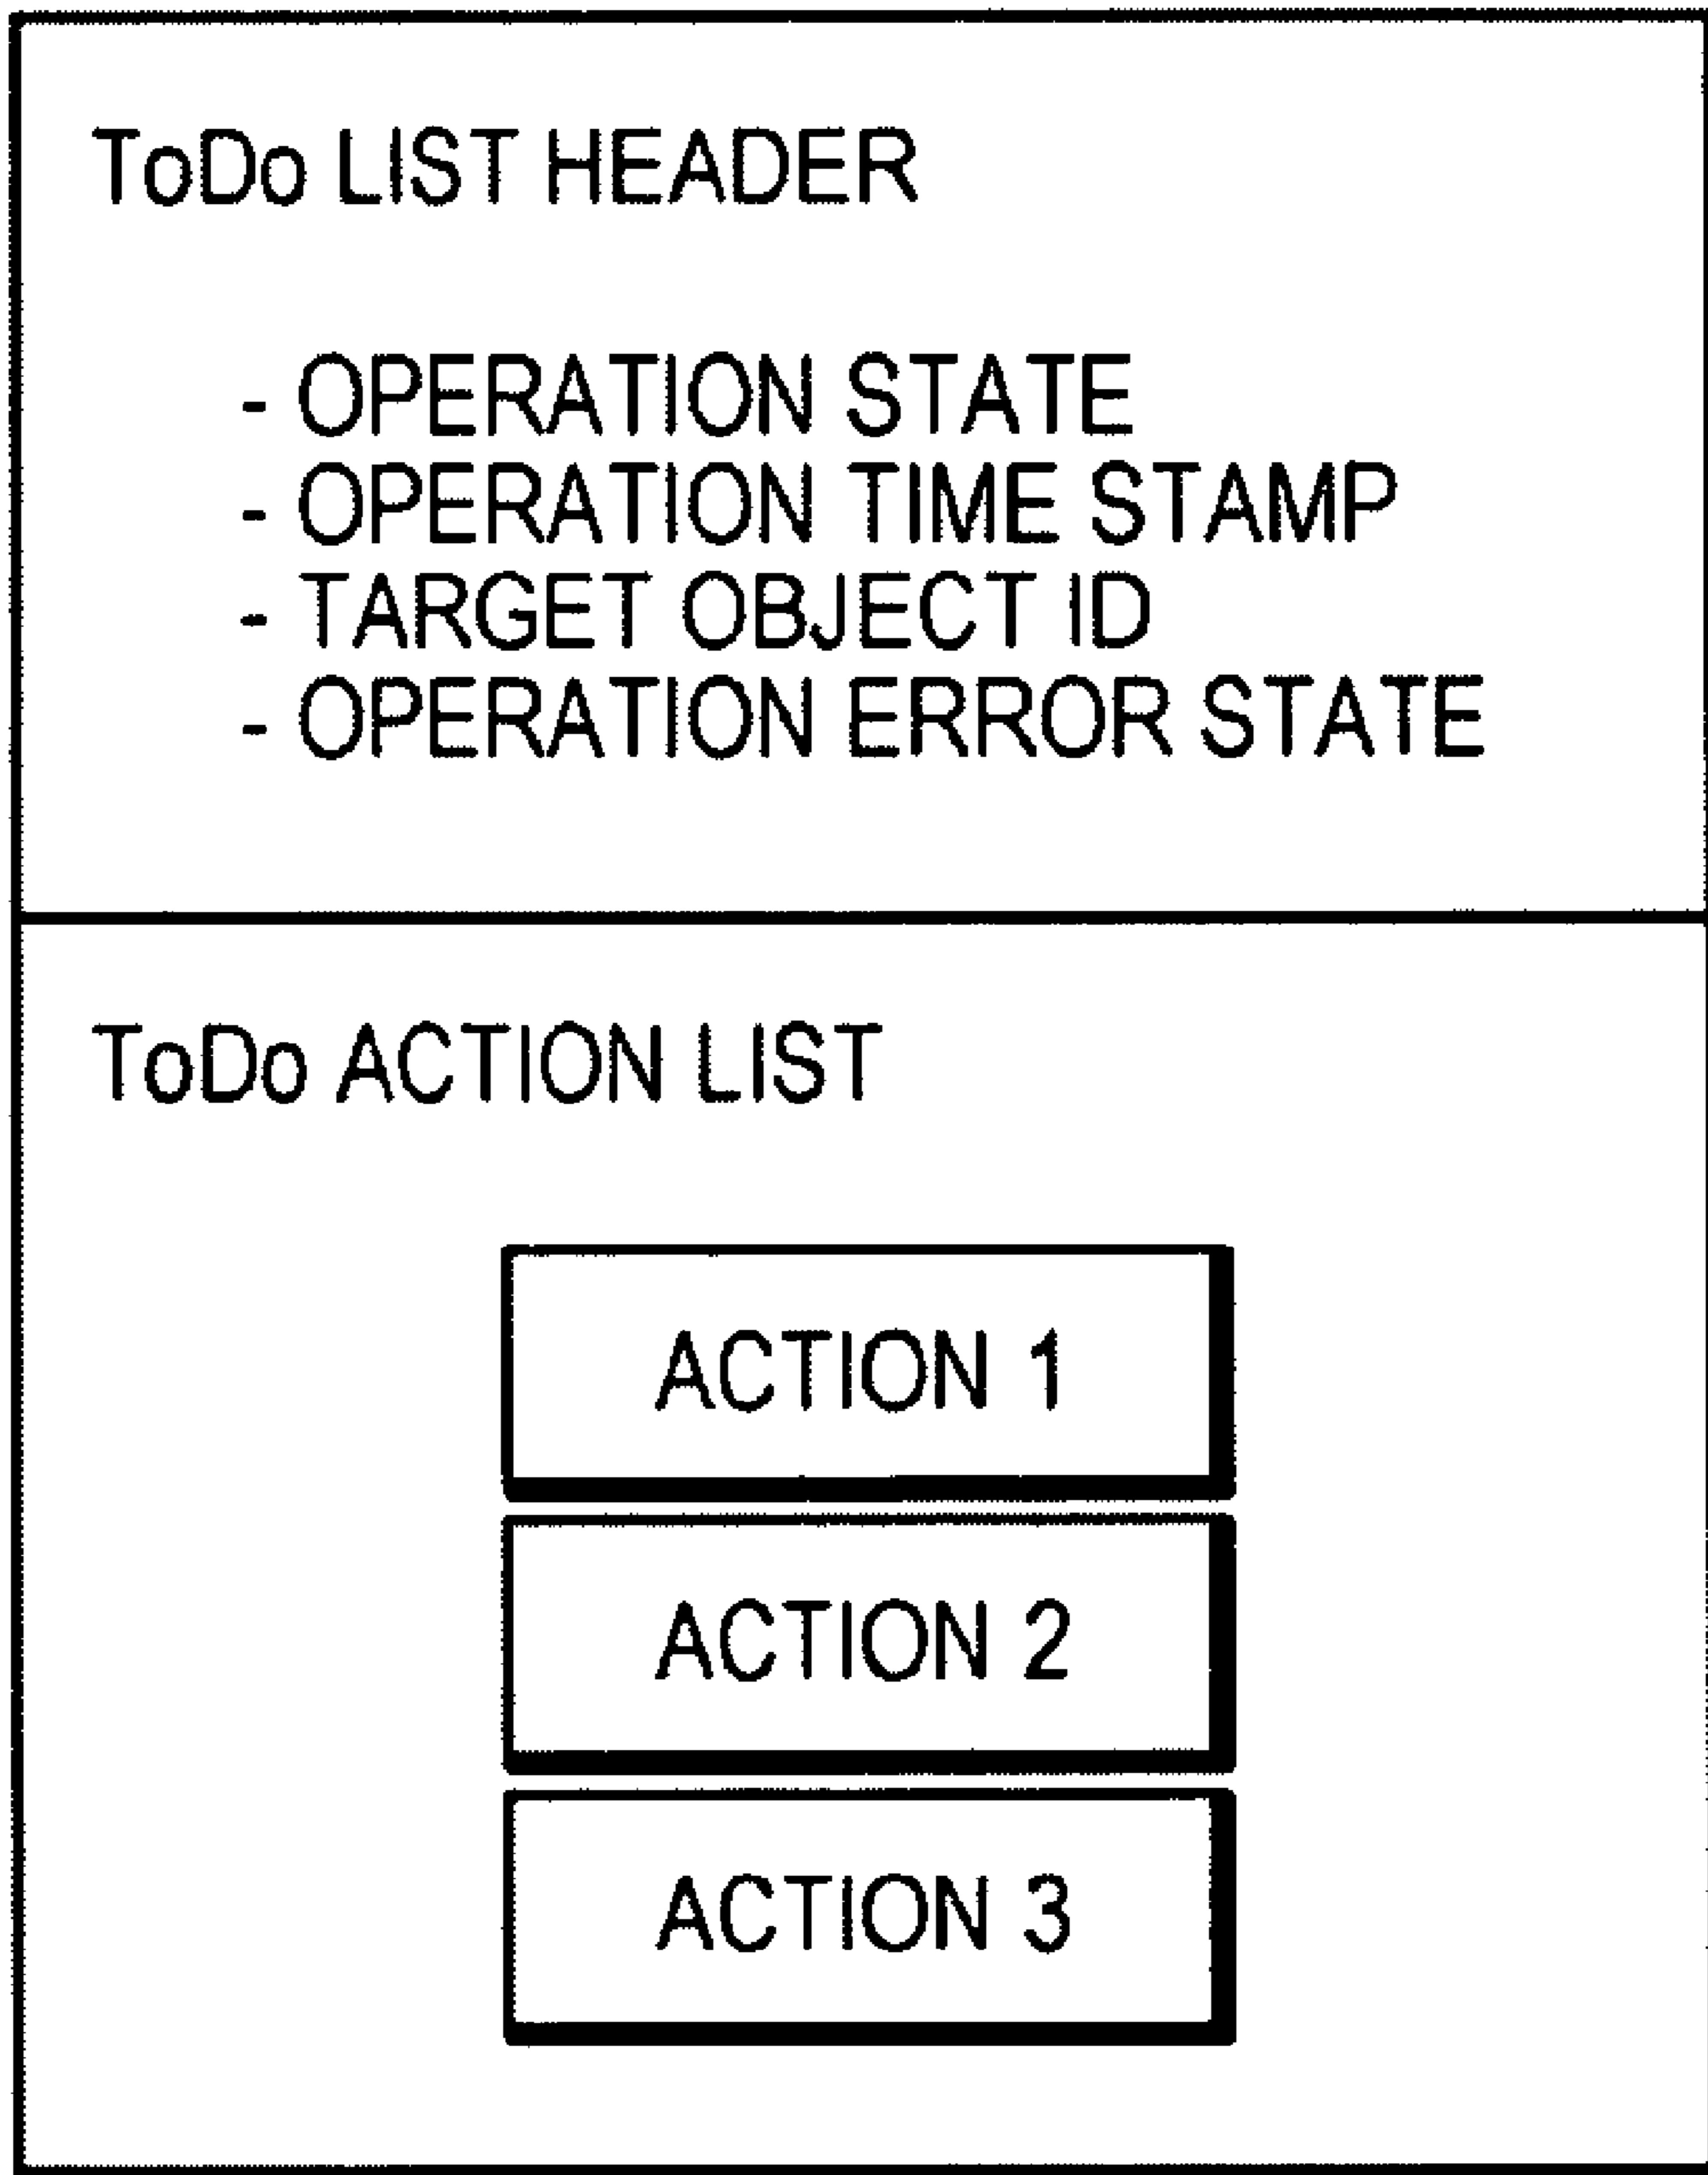 ToDo LIST HEADER
- OPERATION STATE
- OPERATION TIME STAMP
- TARGET OBJECT ID
- OPERATION ERROR STATE
ToDo ACTION LIST
ACTION 1
ACTION 2
ACTION 3